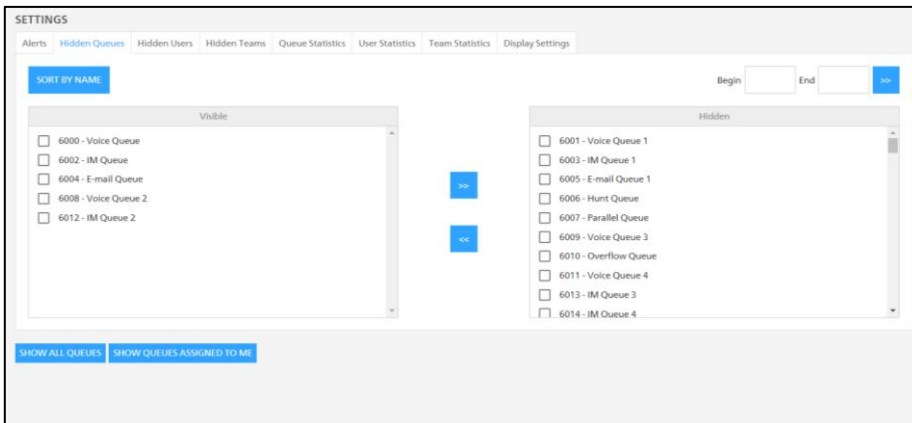 SETTINGS
Alerts Hidden Queues Hidden Users Hidden Teams Queue Statistics User Statistics Team Statistics Display Settings
SORT BY NAME
Begin End >>
Visible
6000 - Voice Queue
6002 - IM Queue
6004 - E-mail Queue
6008 - Voice Queue 2
6012 - IM Queue 2
>>
<<
Hidden
6001 - Voice Queue 1
6003 - IM Queue 1
6005 - E-mail Queue 1
6006 - Hunt Queue
6007 - Parallel Queue
6009 - Voice Queue 3
6010 - Overflow Queue
6011 - Voice Queue 4
6013 - IM Queue 3
6014 - IM Queue 4
SHOW ALL QUEUES SHOW QUEUES ASSIGNED TO ME